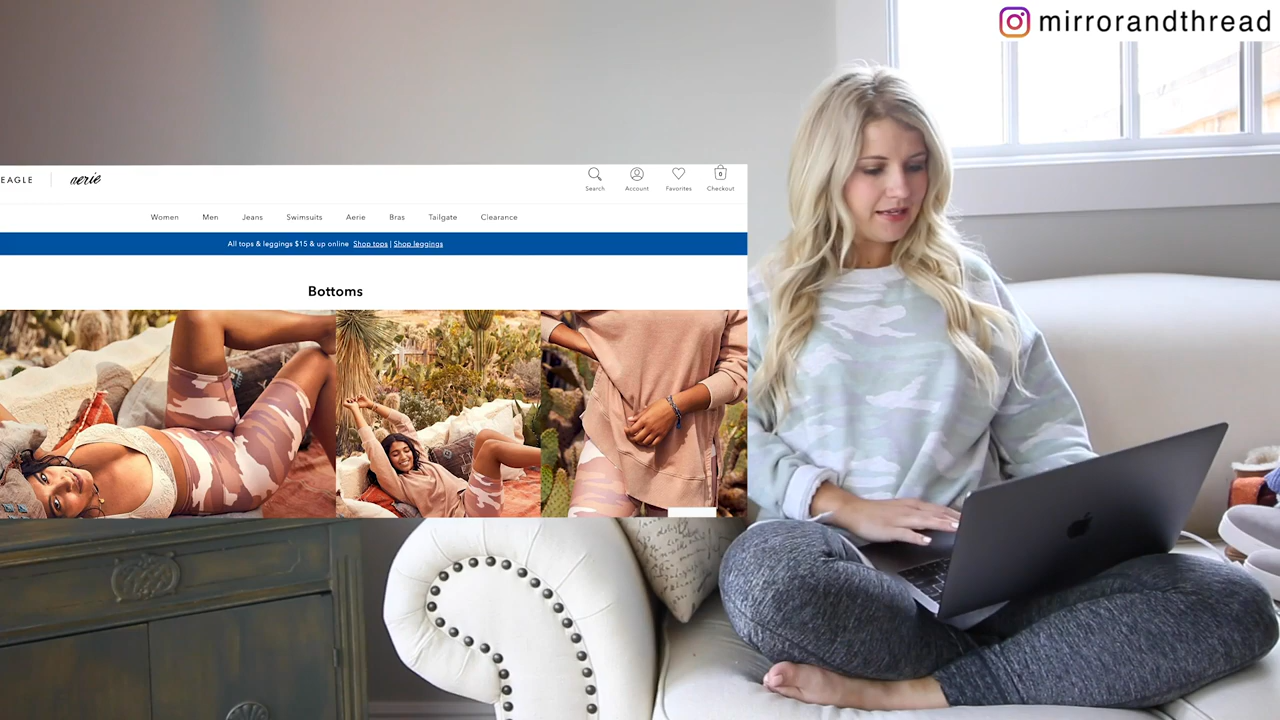 mirrorandthread
EAGLE aerie
Search Account Favorites 0 Checkout
Women Men Jeans Swimsuits Aerie Bras Tailgate Clearance
All tops & leggings $15 & up online Shop tops | Shop leggings
Bottoms